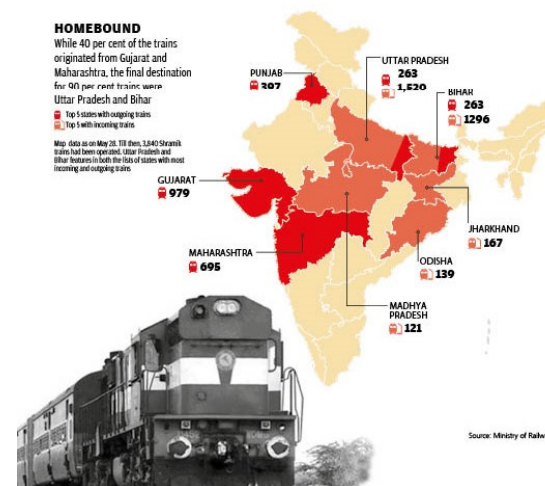 HOMEBOUND
While 40 per cent of the trains
originated from Gujarat and
Maharashtra, the final destination
for 90 per cent trains were
Uttar Pradesh and Bihar
Top 5 states with outgoing trains
Top 5 with incoming trains
Map data as on May 28. Till then, 3,840 Shramik
trains had been operated. Uttar Pradesh and
Bihar features in both the lists of states with most
incoming and outgoing trains
PUNJAB
397
UTTAR PRADESH
263
1,520
BIHAR
263
1296
GUJARAT
979
MAHARASHTRA
695
JHARKHAND
167
ODISHA
139
MADHYA
PRADESH
121
Source: Ministry of Railw